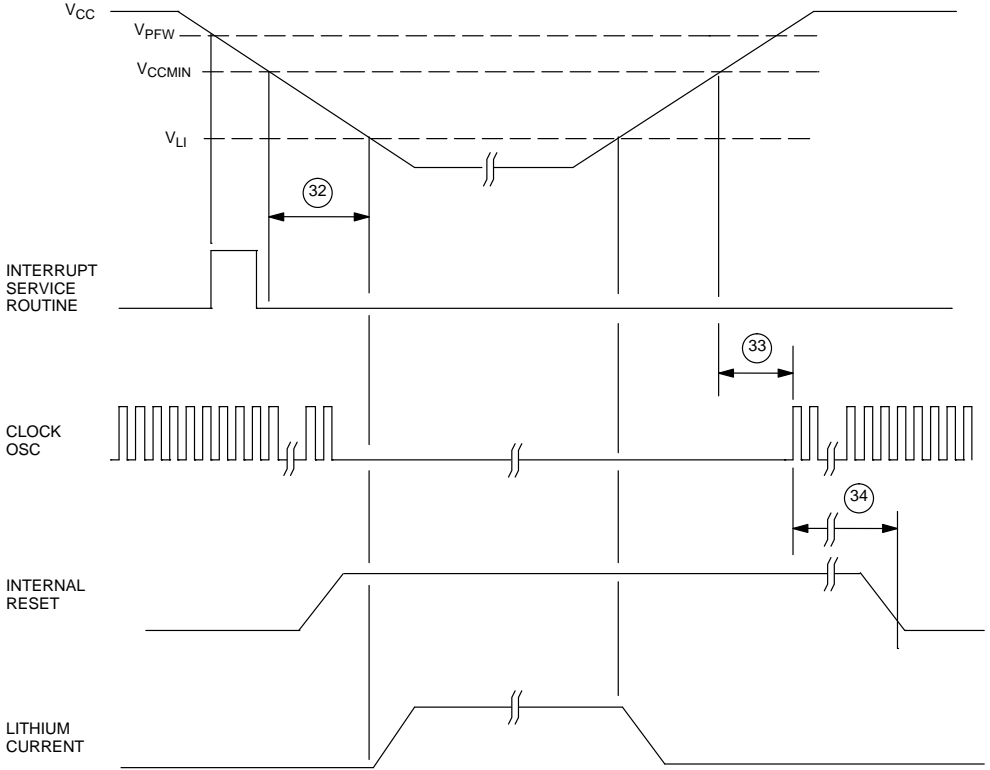 VCC
VPFW
VCCMIN
VLI
32
INTERRUPT
SERVICE
ROUTINE
33
CLOCK
OSC
34
INTERNAL
RESET
LITHIUM
CURRENT